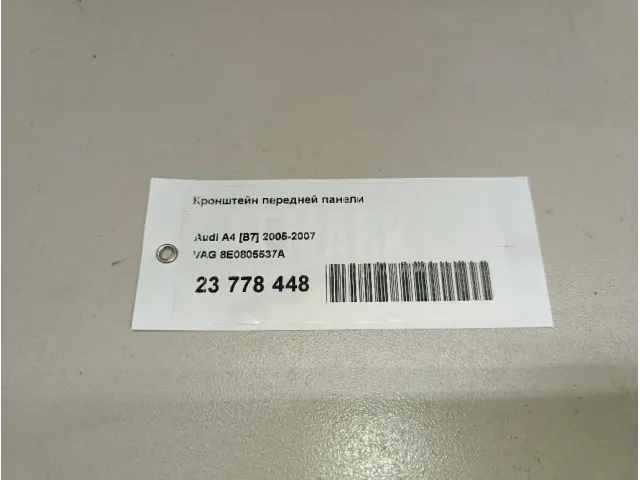 Кронштейн передней панели
Audi A4 [B7] 2005-2007
VAG 8E0805537A
23 778 448